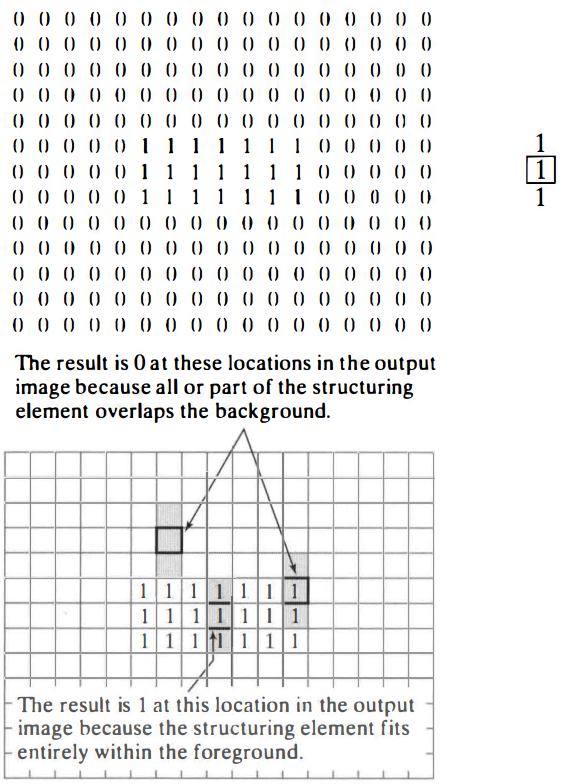 0 0 0 0 0 0 0 0 0 0 0 0 0 0 0 0 0
0 0 0 0 0 0 0 0 0 0 0 0 0 0 0 0 0
0 0 0 0 0 0 0 0 0 0 0 0 0 0 0 0 0
0 0 0 0 0 0 0 0 0 0 0 0 0 0 0 0 0
0 0 0 0 0 0 0 0 0 0 0 0 0 0 0 0 0
0 0 0 0 0 1 1 1 1 1 1 1 0 0 0 0 0
0 0 0 0 0 1 1 1 1 1 1 1 0 0 0 0 0
0 0 0 0 0 1 1 1 1 1 1 1 0 0 0 0 0
0 0 0 0 0 0 0 0 0 0 0 0 0 0 0 0 0
0 0 0 0 0 0 0 0 0 0 0 0 0 0 0 0 0
0 0 0 0 0 0 0 0 0 0 0 0 0 0 0 0 0
0 0 0 0 0 0 0 0 0 0 0 0 0 0 0 0 0
0 0 0 0 0 0 0 0 0 0 0 0 0 0 0 0 0
1
1
1
The result is 0 at these locations in the output
image because all or part of the structuring
element overlaps the background.
1 1 1 1 1 1 1
1 1 1 1 1 1 1
1 1 1 1 1 1 1
The result is 1 at this location in the output
image because the structuring element fits
entirely within the foreground.